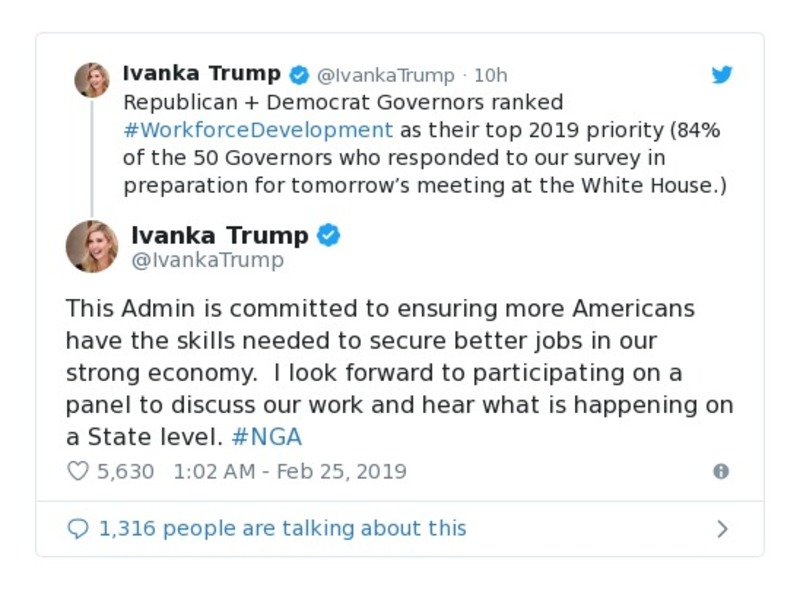 Ivanka Trump @IvankaTrump · 10h
Republican + Democrat Governors ranked
#WorkforceDevelopment as their top 2019 priority (84%
of the 50 Governors who responded to our survey in
preparation for tomorrow’s meeting at the White House.)
Ivanka Trump
@IvankaTrump
This Admin is committed to ensuring more Americans
have the skills needed to secure better jobs in our
strong economy.  I look forward to participating on a
panel to discuss our work and hear what is happening on
a State level. #NGA
5,630 1:02 AM - Feb 25, 2019
1,316 people are talking about this